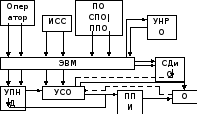 Опер
атор
ИСС
ПО
СПО|
ППО
УНР
О
ЭВМ
СДи
О
УПН
Д
УСО
ПП
И
О